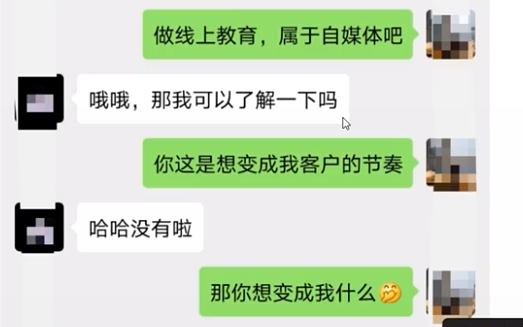 做线上教育，属于自媒体吧
哦哦，那我可以了解一下吗
你这是想变成我客户的节奏
哈哈没有啦
那你想变成我什么🤣